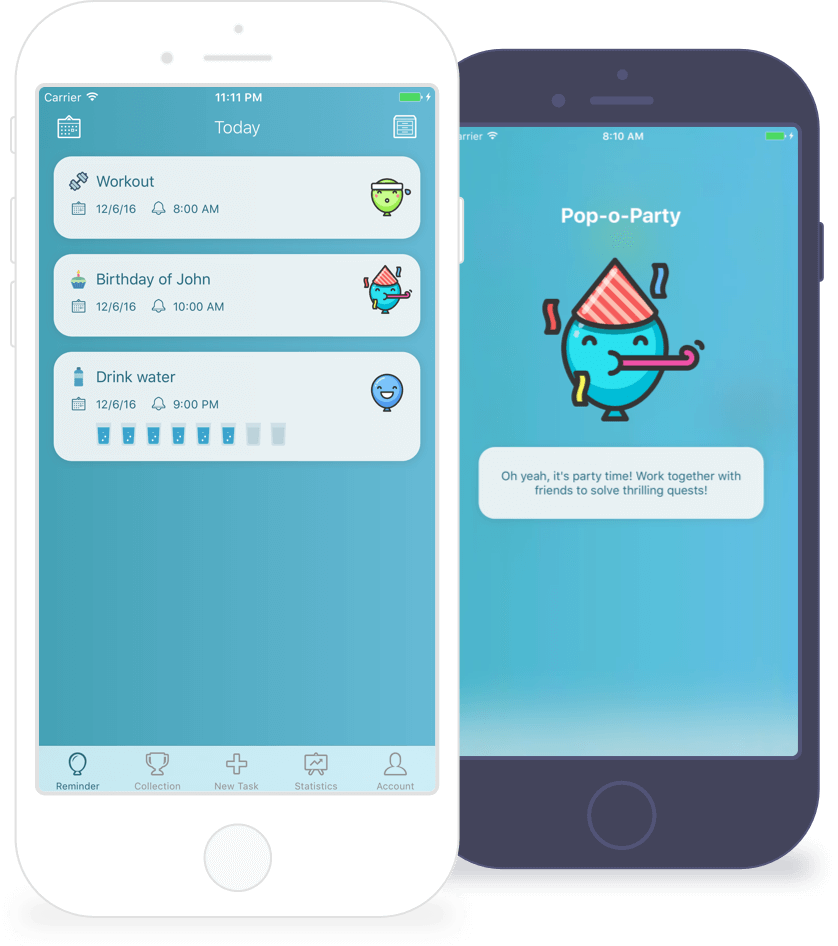 Carrier 11:11 PM
Today
Workout
12/6/16 8:00 AM
Birthday of John
12/6/16 10:00 AM
Drink water
12/6/16 9:00 PM
Reminder Collection New Task Statistics Account
arrier 8:10 AM
Pop-o-Party
Oh yeah, it's party time! Work together with
friends to solve thrilling quests!